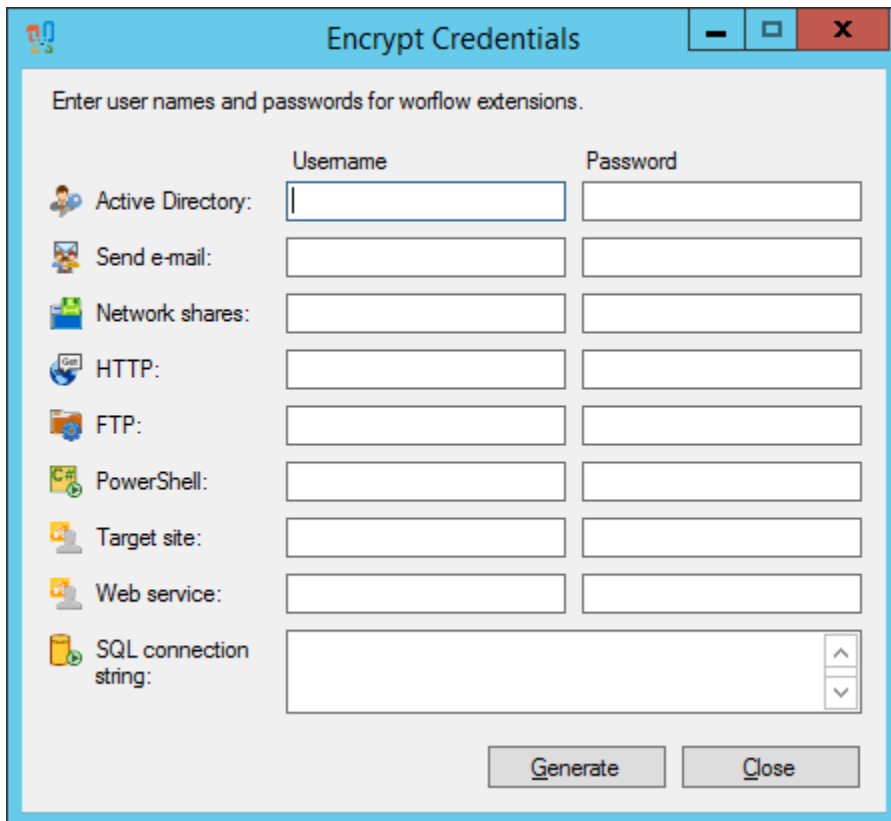 Encrypt Credentials
Enter user names and passwords for worflow extensions.
Username Password
Active Directory:
Send e-mail:
Network shares:
Get
HTTP:
FTP:
C#
PowerShell:
Target site:
Web service:
SQL connection
string:
Generate Close